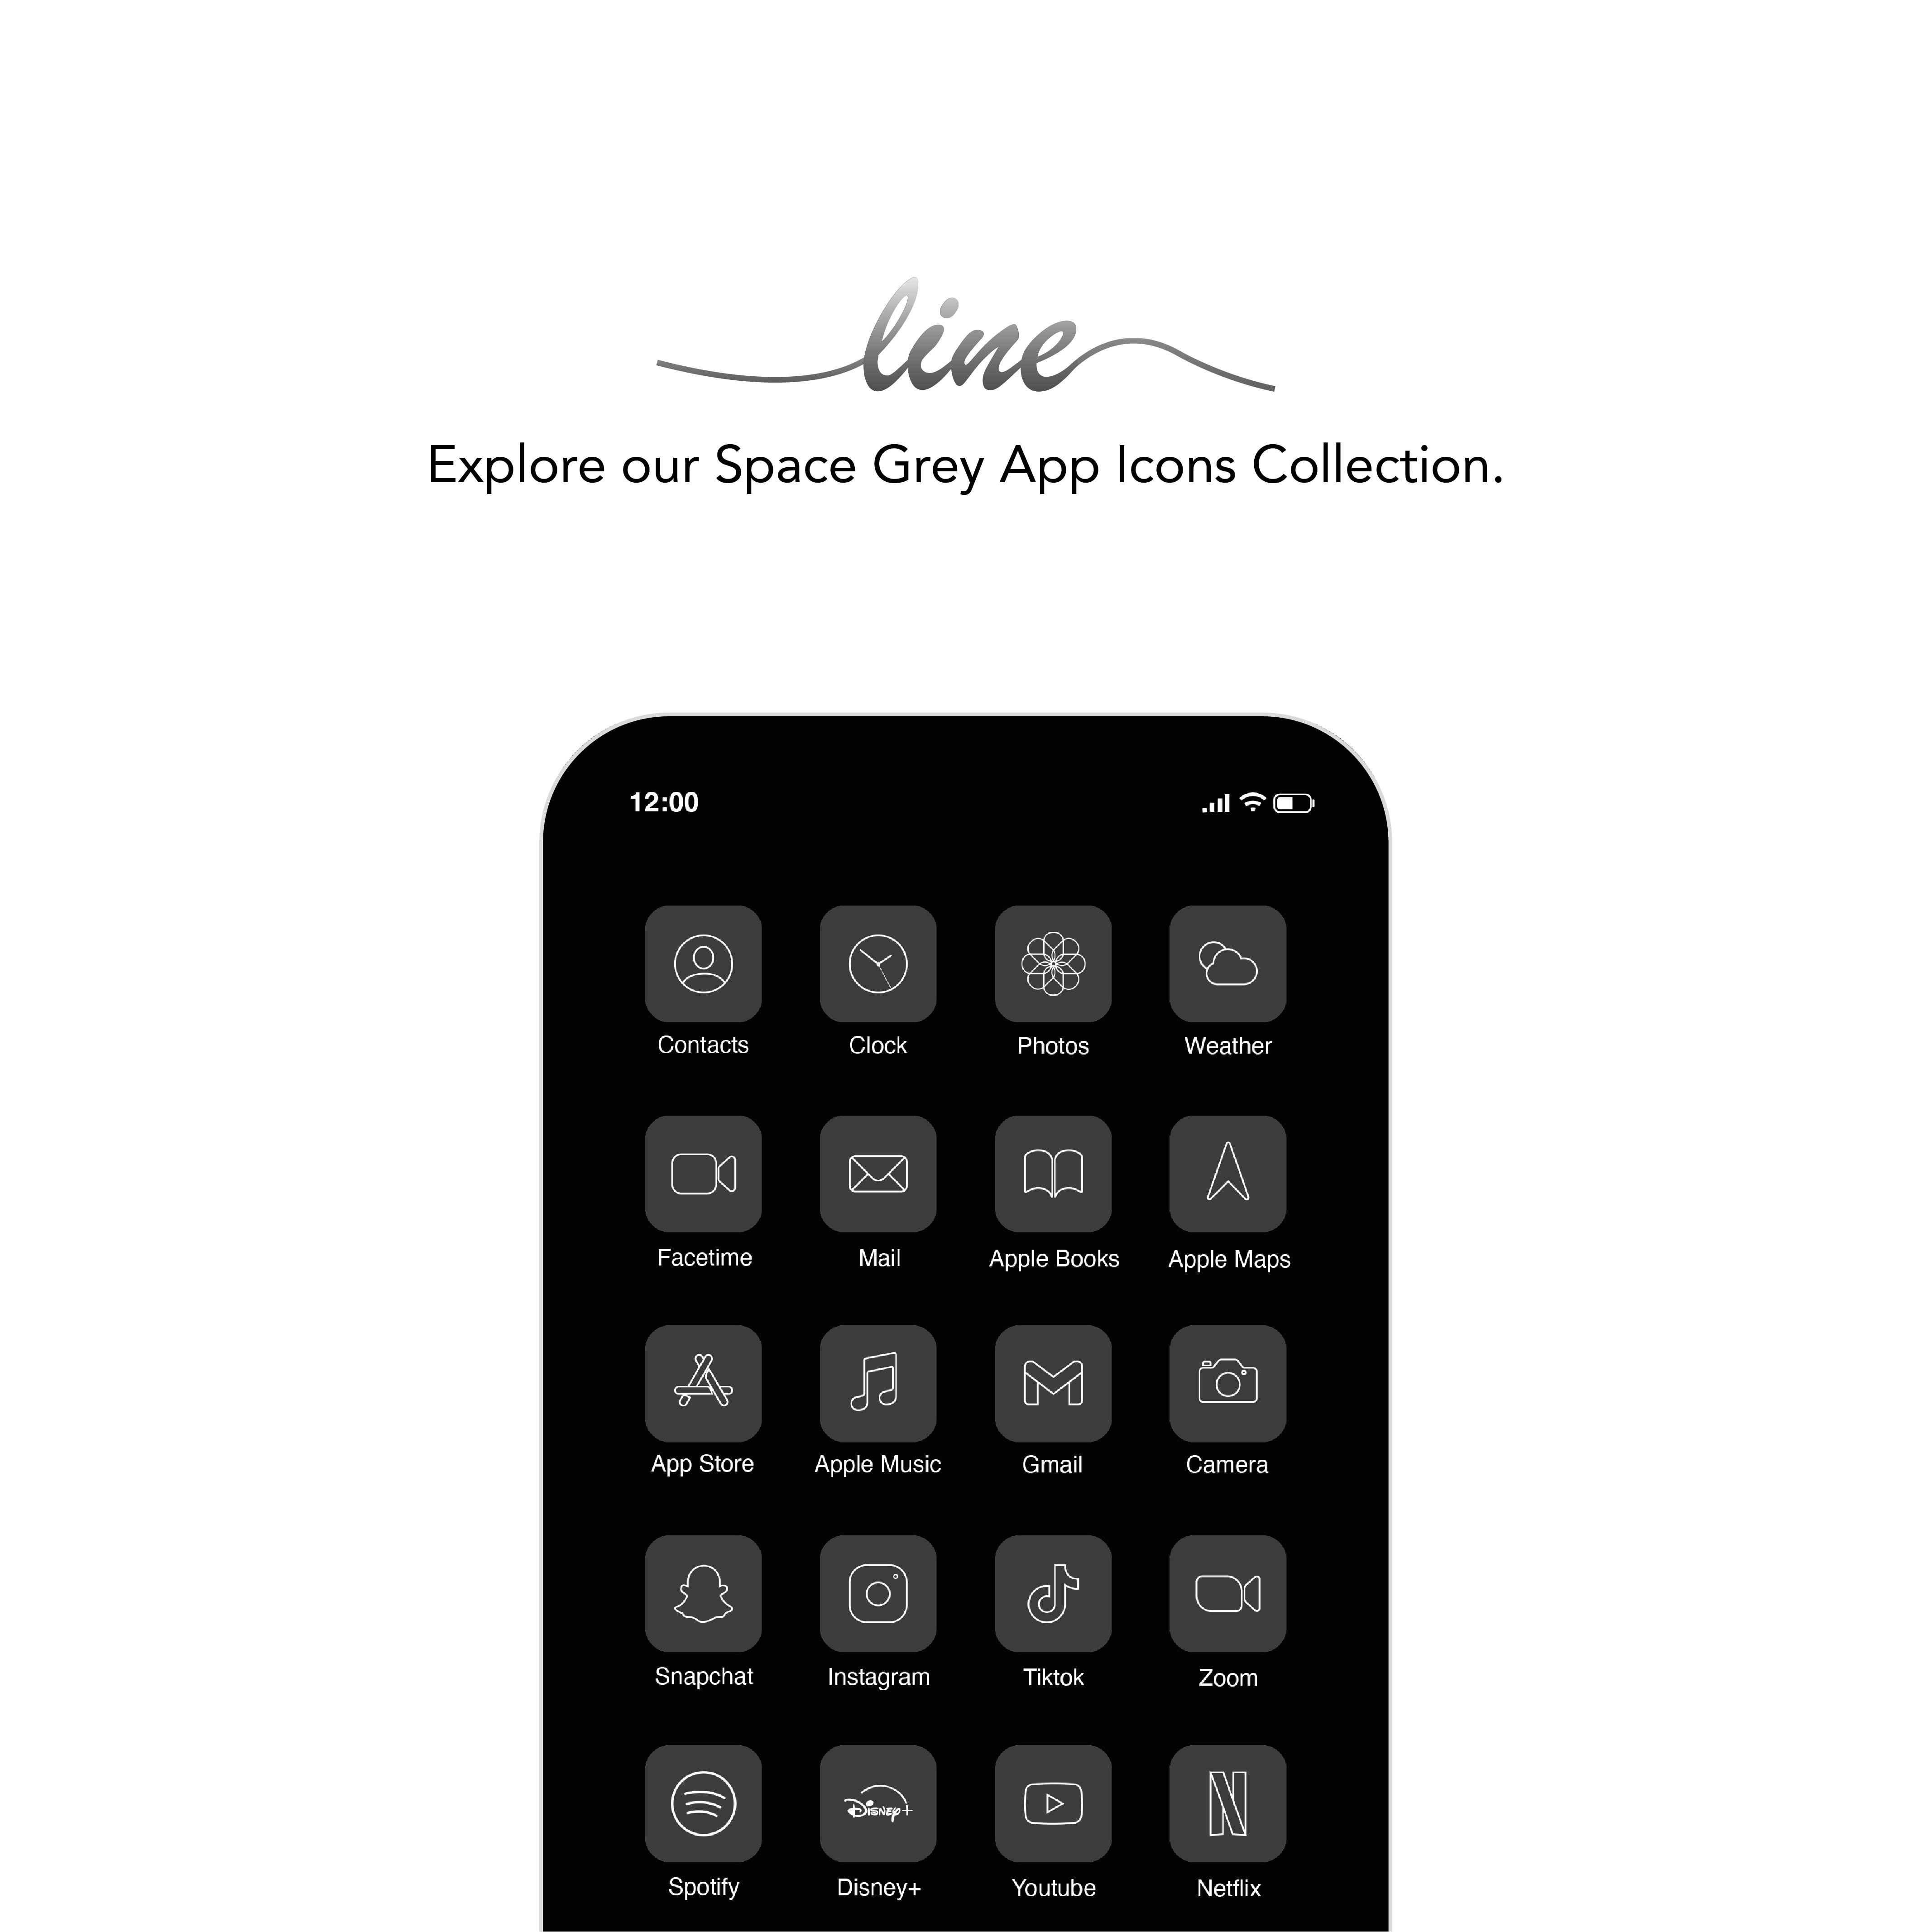 line
Explore our Space Grey App Icons Collection.
12:00
Contacts Clock Photos Weather
Facetime Mail Apple Books Apple Maps
App Store Apple Music Gmail Camera
Snapchat Instagram Tiktok Zoom
Disney+
Spotify Disney+ Youtube Netflix